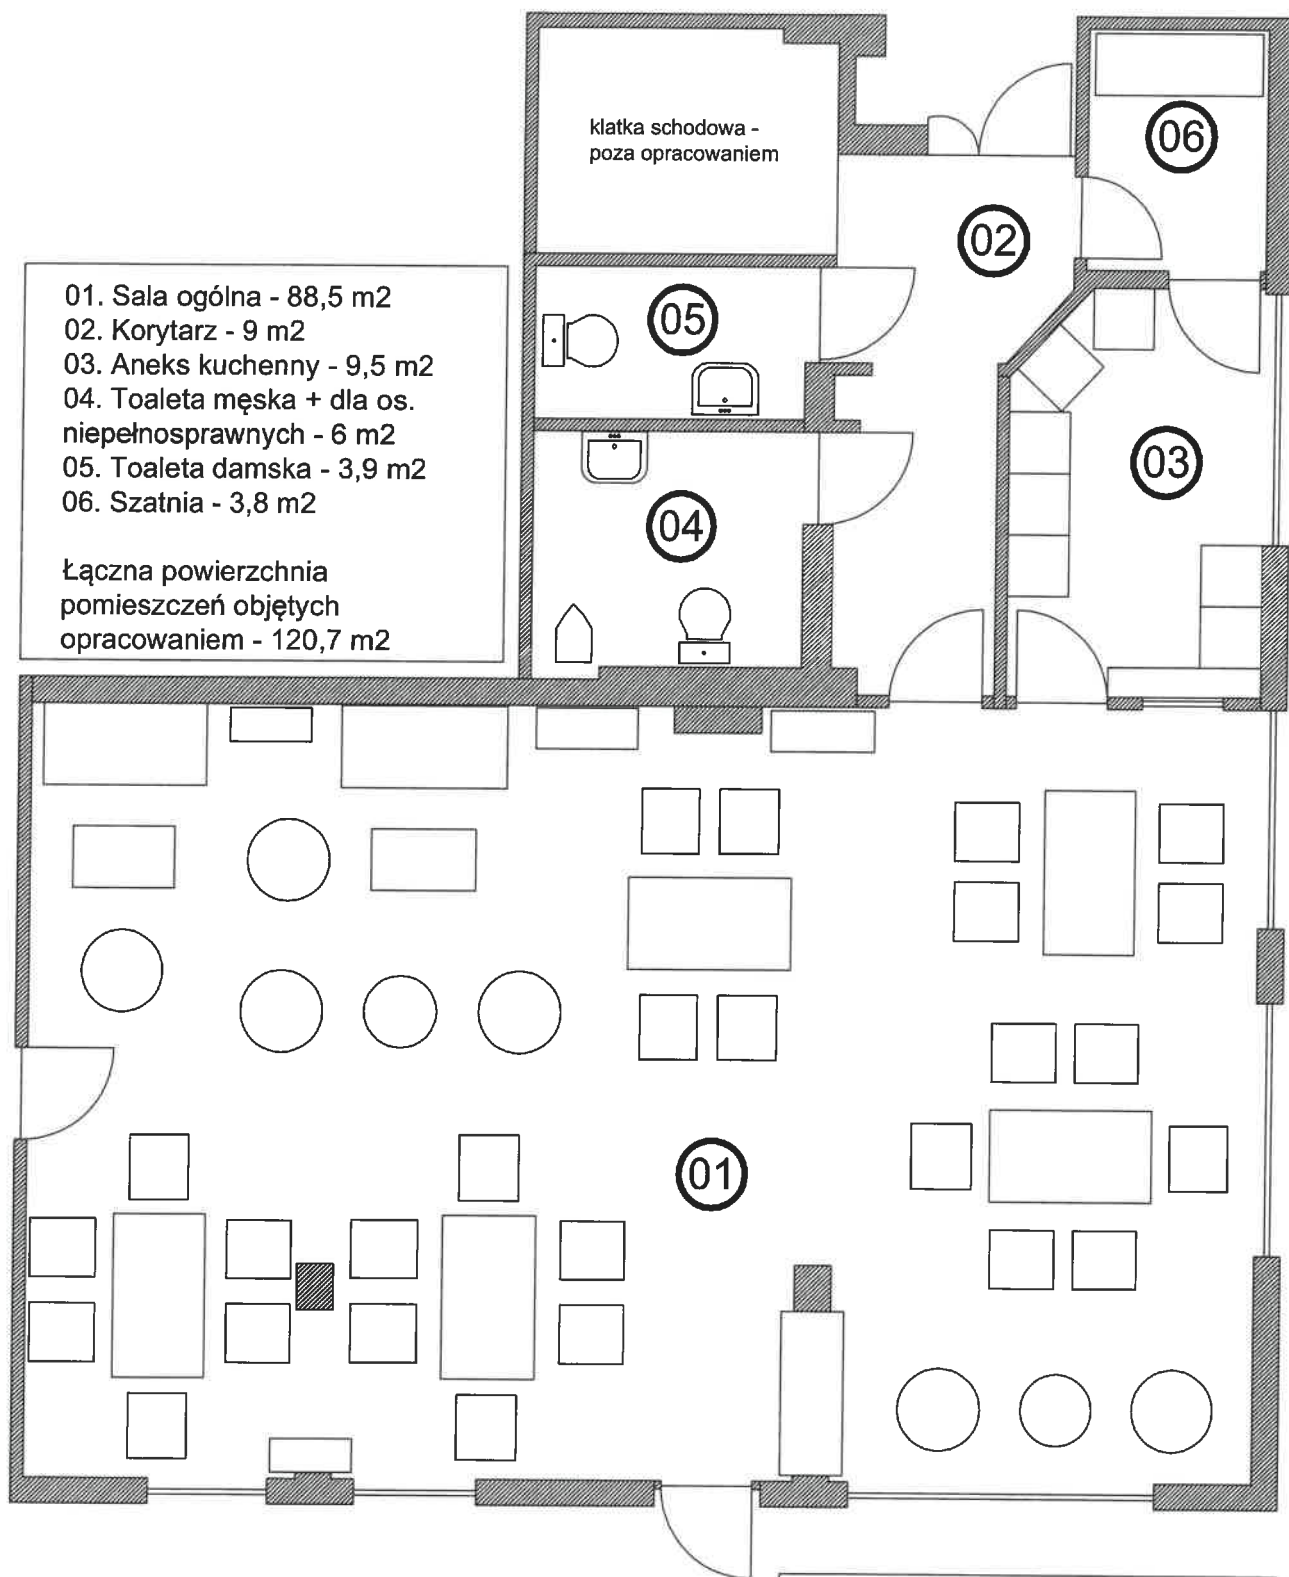 klatka schodowa -
poza opracowaniem
06
02
01. Sala ogólna - 88,5 m2
02. Korytarz - 9 m2
03. Aneks kuchenny - 9,5 m2
04. Toaleta męska + dla os.
niepełnosprawnych - 6 m2
05. Toaleta damska - 3,9 m2
06. Szatnia - 3,8 m2
Łączna powierzchnia
pomieszczeń objętych
opracowaniem - 120,7 m2
05
03
04
01